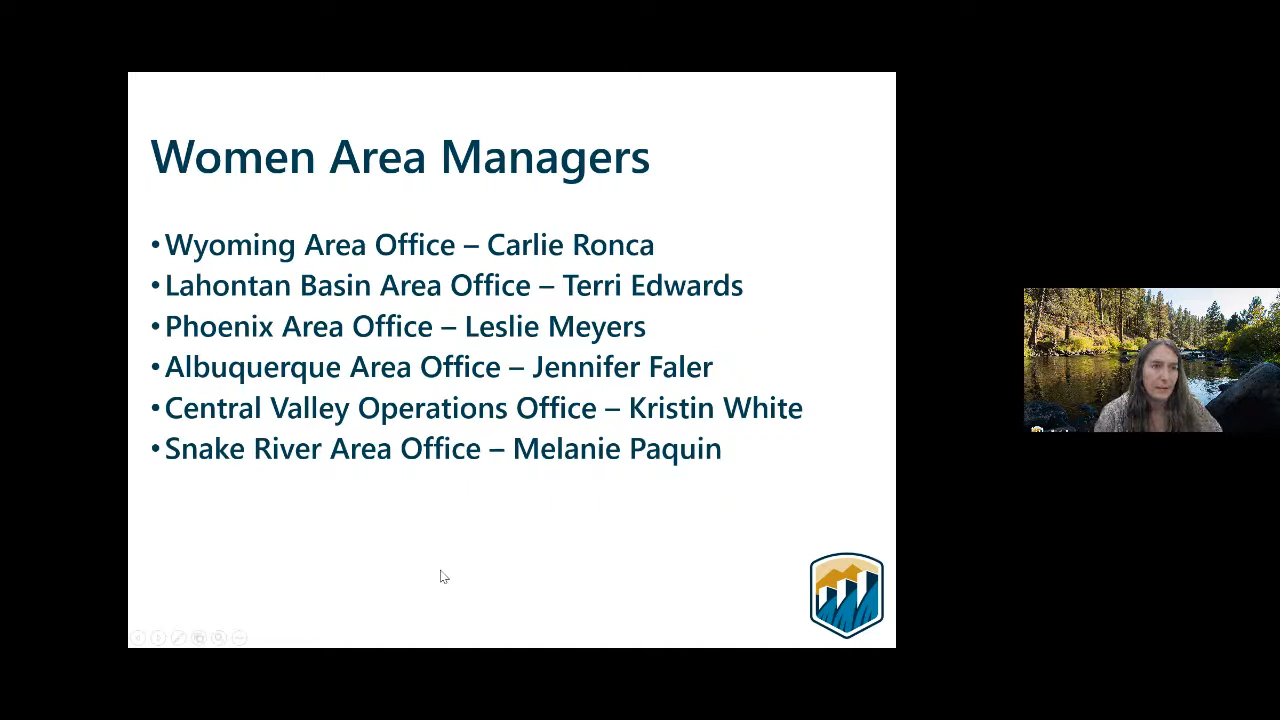 Women Area Managers
•Wyoming Area Office – Carlie Ronca
•Lahontan Basin Area Office – Terri Edwards
•Phoenix Area Office – Leslie Meyers
•Albuquerque Area Office – Jennifer Faler
•Central Valley Operations Office – Kristin White
•Snake River Area Office – Melanie Paquin